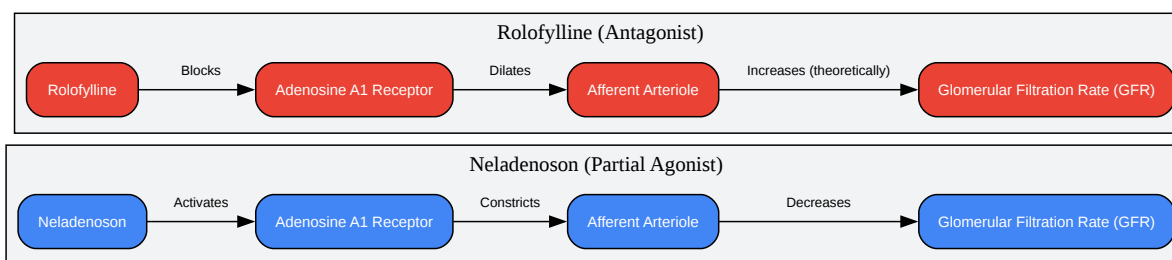 Rolofylline (Antagonist)
Rolofylline
Blocks
Adenosine A1 Receptor
Dilates
Afferent Arteriole
Increases (theoretically)
Glomerular Filtration Rate (GFR)
Neladenoson (Partial Agonist)
Neladenoson
Activates
Adenosine A1 Receptor
Constricts
Afferent Arteriole
Decreases
Glomerular Filtration Rate (GFR)